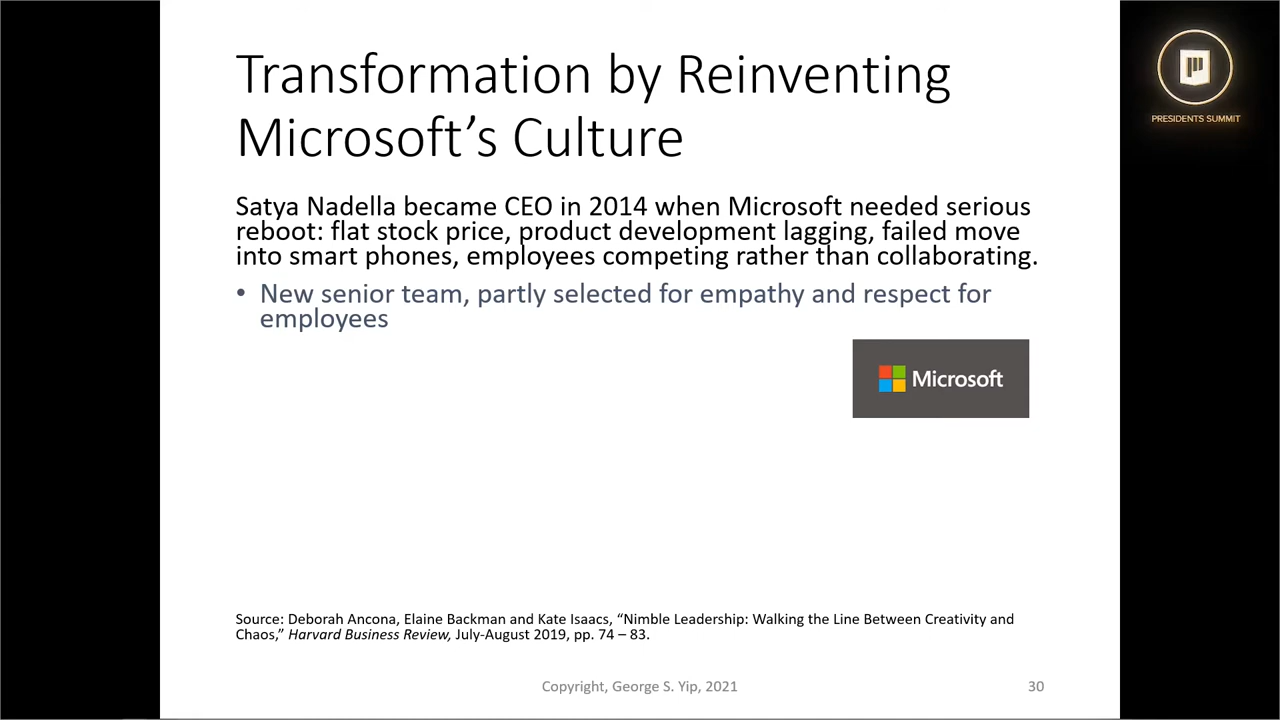 Transformation by Reinventing
Microsoft’s Culture
PRESIDENTS SUMMIT
Satya Nadella became CEO in 2014 when Microsoft needed serious
reboot: flat stock price, product development lagging, failed move
into smart phones, employees competing rather than collaborating.
• New senior team, partly selected for empathy and respect for
employees
Microsoft
Source: Deborah Ancona, Elaine Backman and Kate Isaacs, “Nimble Leadership: Walking the Line Between Creativity and
Chaos,” Harvard Business Review, July-August 2019, pp. 74 – 83.
Copyright, George S. Yip, 2021
30